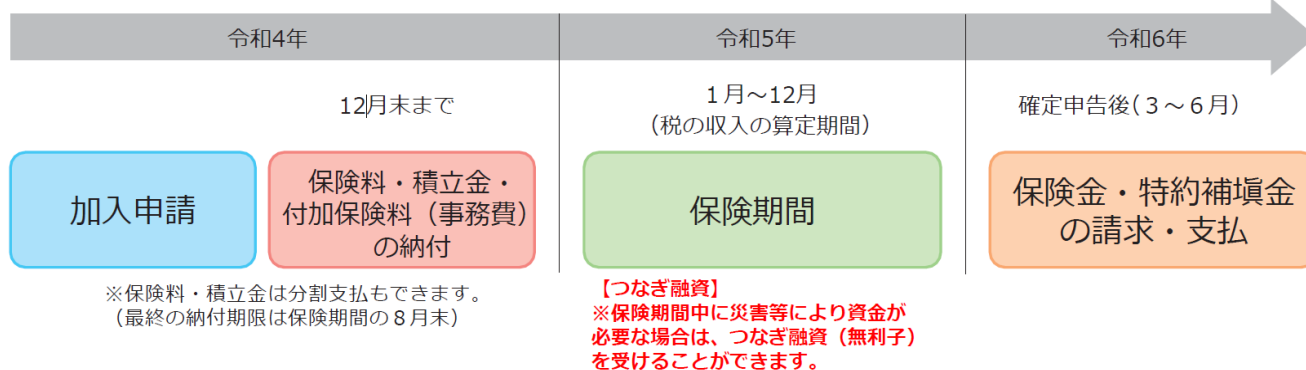 令和4年
令和5年
令和6年
12月末まで
１月～12月
（税の収入の算定期間）
確定申告後(３～６月)
加入申請
保険料・積立金・
付加保険料（事務費）
の納付
保険期間
保険金・特約補塡金
の請求・支払
※保険料・積立金は分割支払もできます。
（最終の納付期限は保険期間の８月末）
【つなぎ融資】
※保険期間中に災害等により資金が
必要な場合は、つなぎ融資（無利子）
を受けることができます。